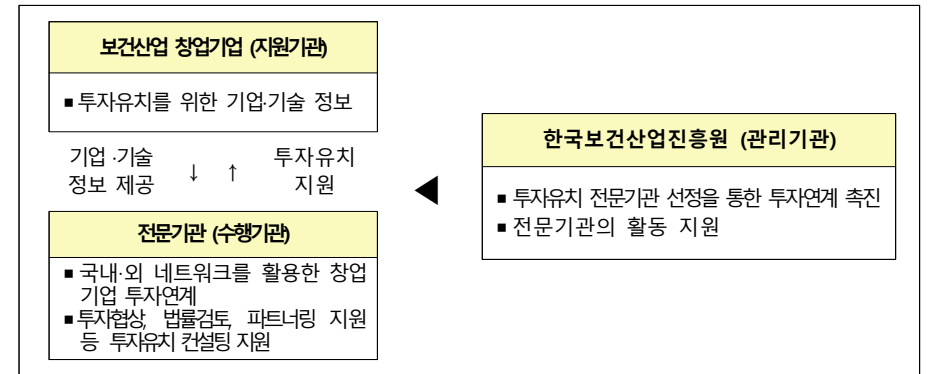 보건산업 창업기업 (지원기관)
▪ 투자유치를 위한 기업·기술 정보
기업·기술
정보 제공
↓ ↑
투자유치
지원
전문기관 (수행기관)
▪ 국내·외 네트워크를 활용한 창업
기업 투자연계
▪ 투자협상, 법률검토, 파트너링 지원
등 투자유치 컨설팅 지원
◀
한국보건산업진흥원 (관리기관)
▪ 투자유치 전문기관 선정을 통한 투자연계 촉진
▪ 전문기관의 활동 지원